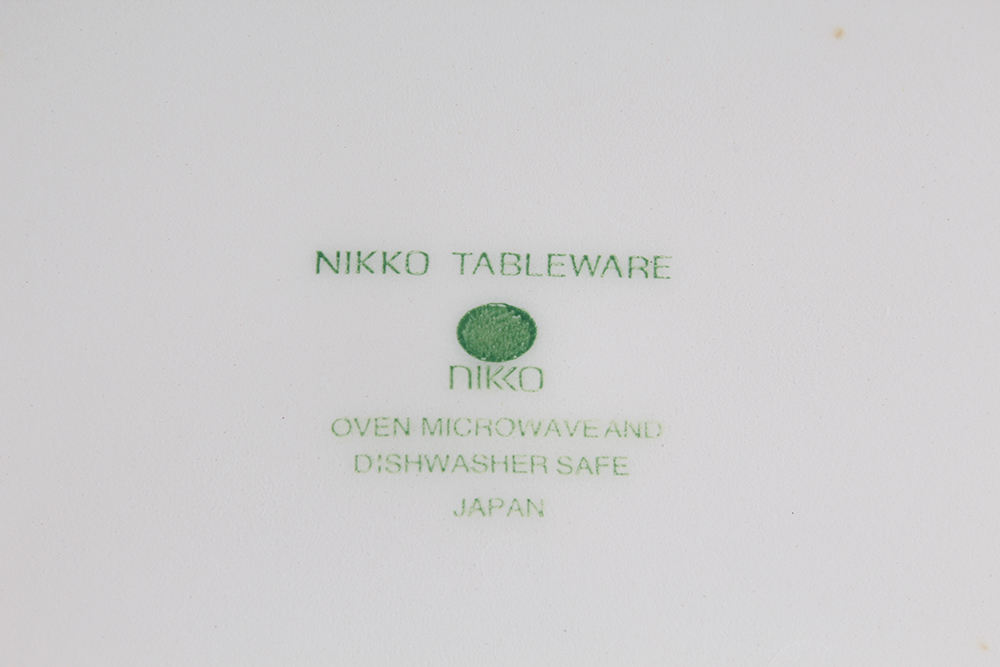 NIKKO TABLEWARE
nikko
OVEN MICROWAVE AND
DISHWASHER SAFE
JAPAN